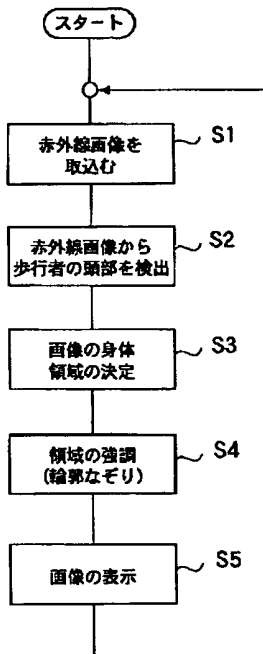 スタート
赤外線画像を
取込む
S1
赤外線画像から
歩行者の頭部を検出
S2
画像の身体
領域の決定
S3
領域の強調
(輪郭なぞり)
S4
画像の表示
S5